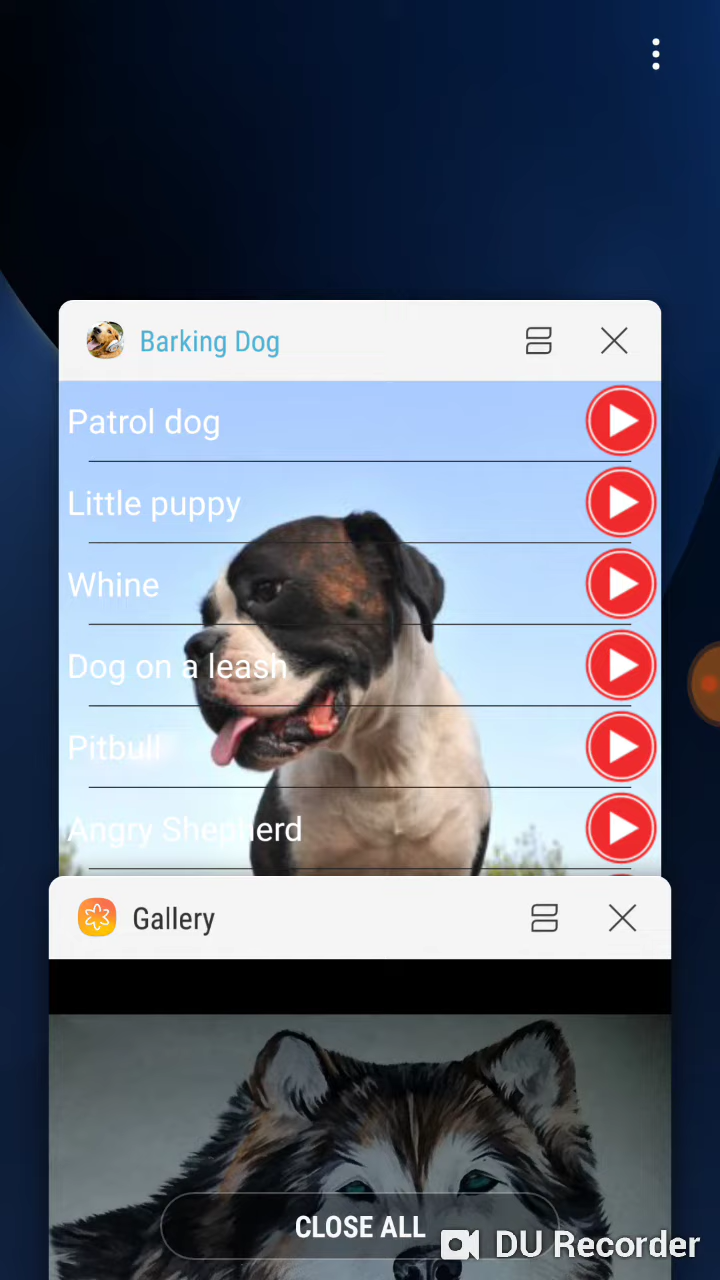 Barking Dog
Patrol dog
Little puppy
Whine
Dog on a leash
Pitbull
Angry Shepherd
Gallery
CLOSE ALL
DU Recorder